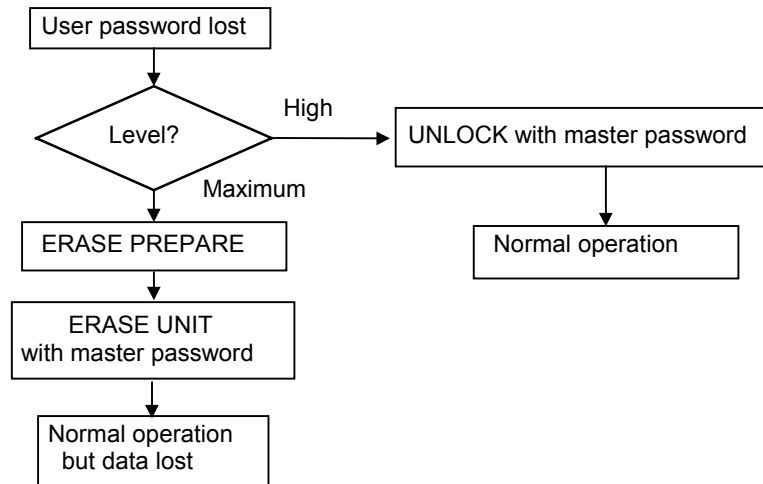 User password lost
High
Level?
UNLOCK with master password
Maximum
ERASE PREPARE
Normal operation
ERASE UNIT
with master password
Normal operation
but data lost